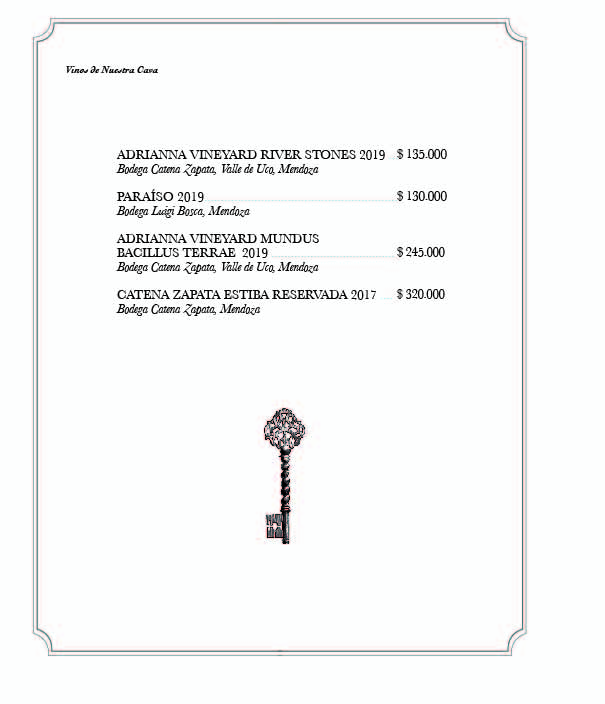 Vinos de Nuestra Cava
ADRIANNA VINEYARD RIVER STONES 2019 $ 135.000
Bodega Catena Zapata, Valle de Uco, Mendoza
PARAÍSO 2019 $ 130.000
Bodega Luigi Bosca, Mendoza
ADRIANNA VINEYARD MUNDUS
BACILLUS TERRAE 2019 $ 245.000
Bodega Catena Zapata, Valle de Uco, Mendoza
CATENA ZAPATA ESTIBA RESERVADA 2017 $ 320.000
Bodega Catena Zapata, Mendoza